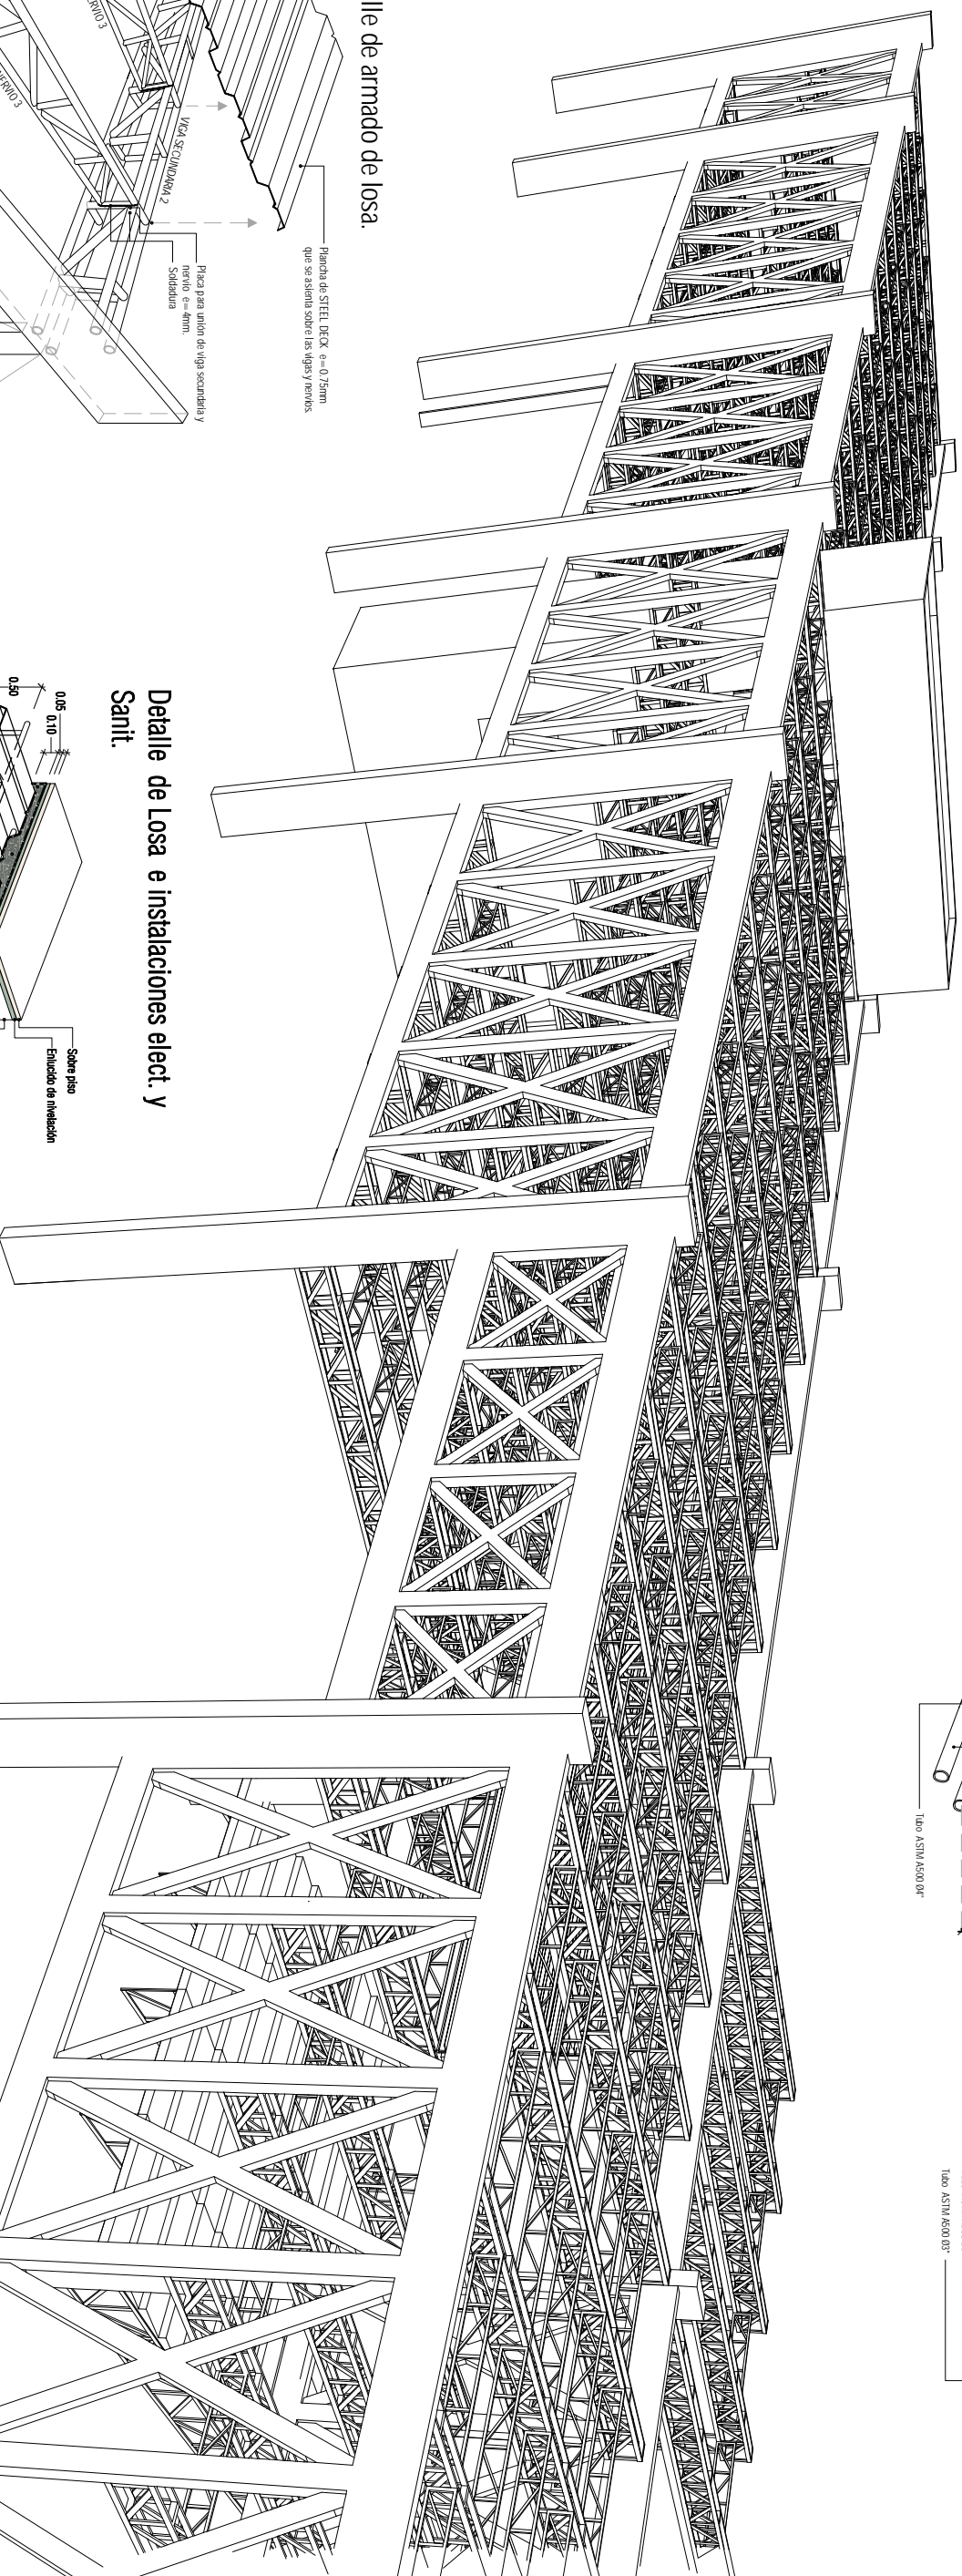 lle de armado de losa.
Plancha de STEEL DECK e=0.75mm
que se asienta sobre las vigas y nervios.
Placa para union de viga secundaria y
nervio e=4mm.
Soldadura
VIGA SECUNDARIA 2
ERVIO 3
NERVIO 3
Detalle de Losa e instalaciones elect. y
Sanit.
0.05
0.10
0.50
Sobre piso
Enlucido de nivelación
Tubo ASTM A500 Ø4"
Tubo ASTM A500 Ø3"